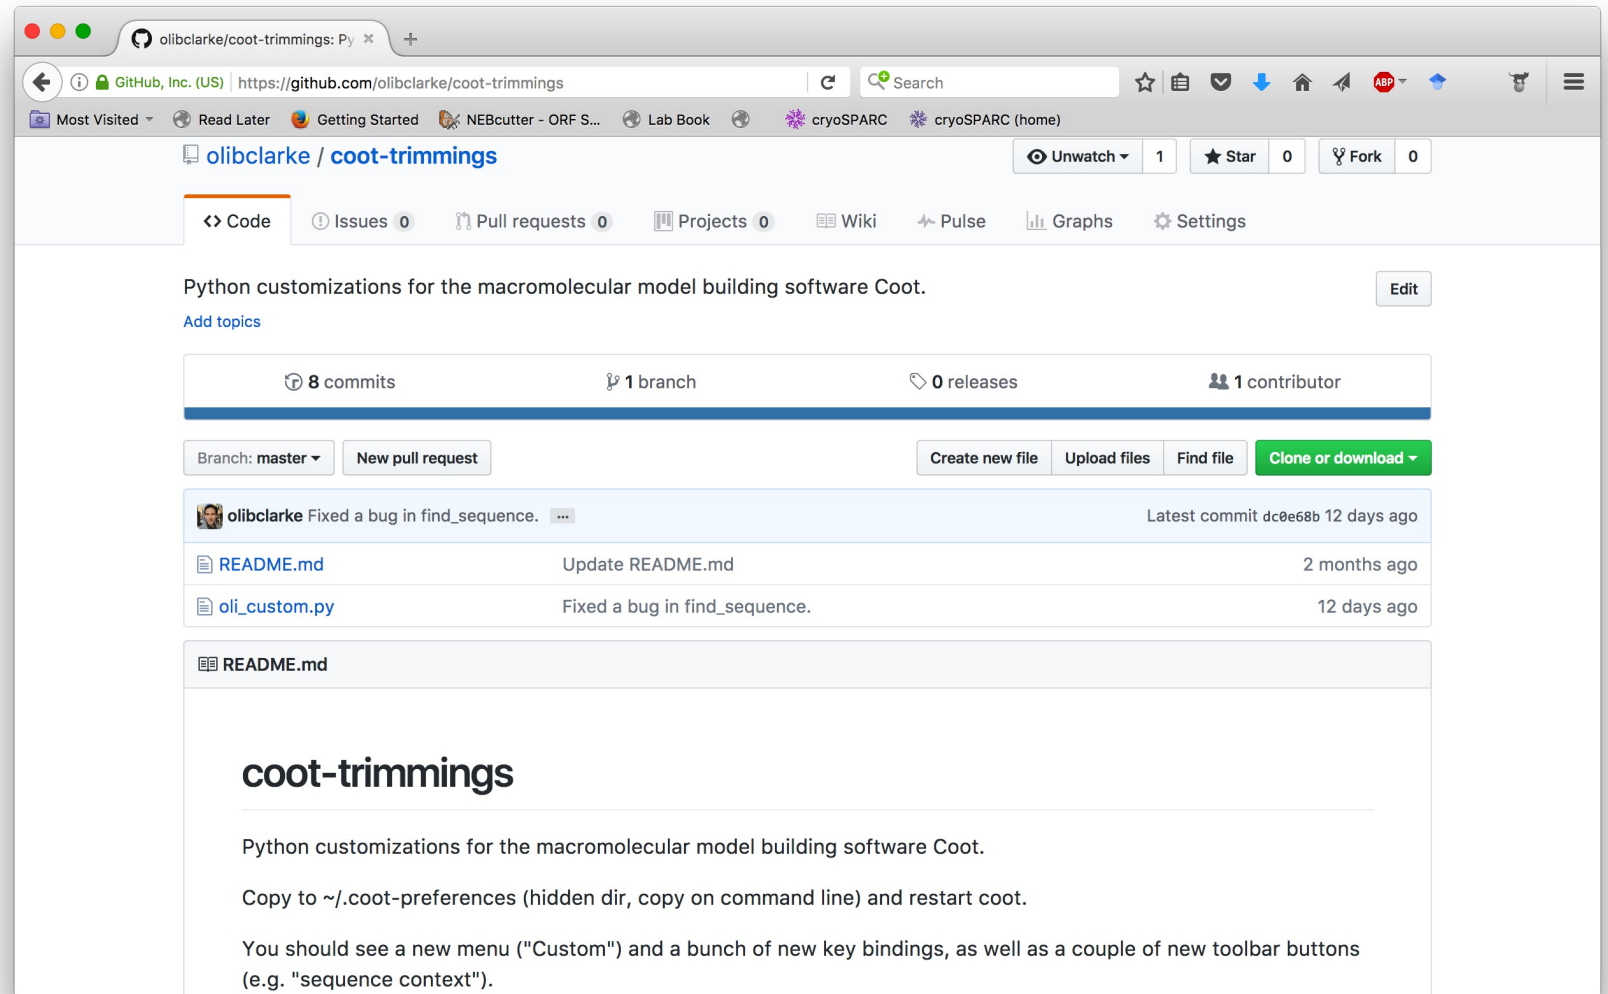 olibclarke/coot-trimmings: Py
GitHub, Inc. (US) https://github.com/olibclarke/coot-trimmings Search ABP
Most Visited Read Later Getting Started NEBcutter - ORF S... Lab Book cryoSPARC cryoSPARC (home)
olibclarke / coot-trimmings Unwatch 1 Star 0 Fork 0
Code Issues 0 Pull requests 0 Projects 0 Wiki Pulse Graphs Settings
Python customizations for the macromolecular model building software Coot. Edit
Add topics
8 commits 1 branch 0 releases 1 contributor
Branch: master New pull request Create new file Upload files Find file Clone or download
olibclarke Fixed a bug in find_sequence. ... Latest commit dc0e68b 12 days ago
README.md Update README.md 2 months ago
oli_custom.py Fixed a bug in find_sequence. 12 days ago
README.md
coot-trimmings
Python customizations for the macromolecular model building software Coot.
Copy to ~/.coot-preferences (hidden dir, copy on command line) and restart coot.
You should see a new menu ("Custom") and a bunch of new key bindings, as well as a couple of new toolbar buttons
(e.g. "sequence context").